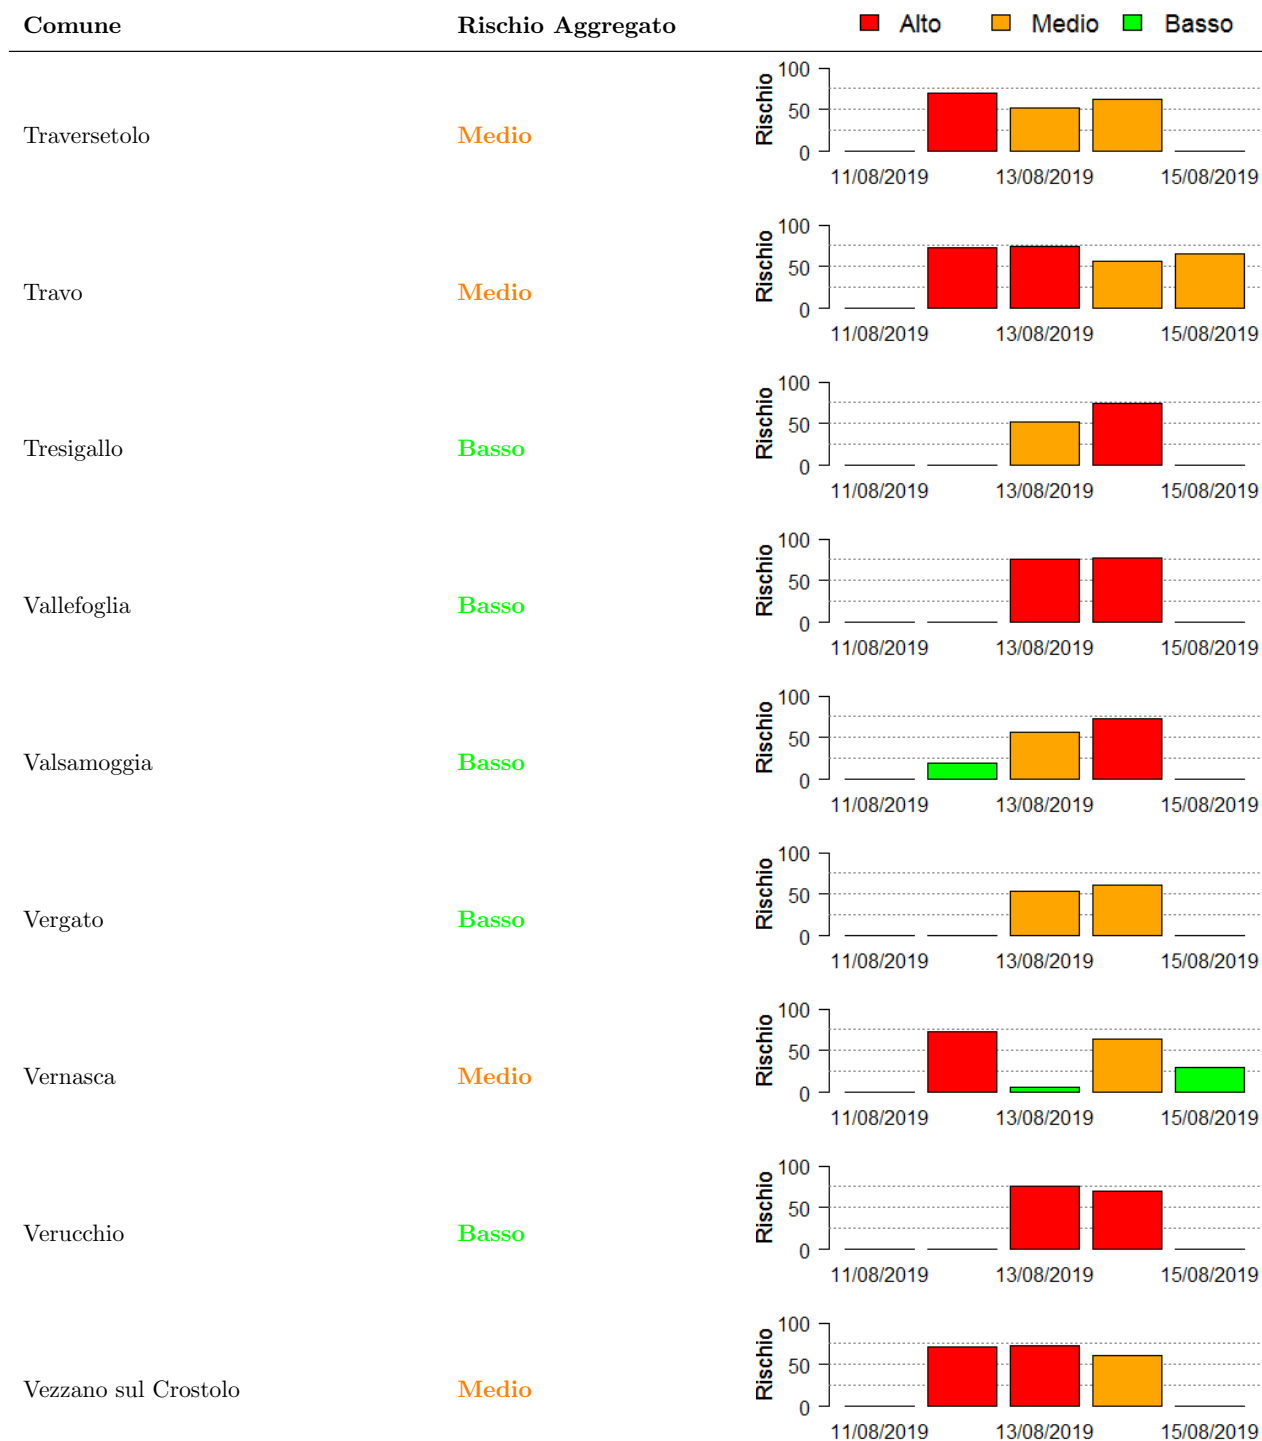 Comune Rischio Aggregato Alto Medio Basso
100
Rischio
50
Traversetolo Medio
0
11/08/2019 13/08/2019 15/08/2019
100
Rischio
50
Travo Medio
0
11/08/2019 13/08/2019 15/08/2019
100
Rischio
50
Tresigallo Basso
0
11/08/2019 13/08/2019 15/08/2019
100
Rischio
50
Vallefoglia Basso
0
11/08/2019 13/08/2019 15/08/2019
100
Rischio
50
Valsamoggia Basso
0
11/08/2019 13/08/2019 15/08/2019
100
Rischio
50
Vergato Basso
0
11/08/2019 13/08/2019 15/08/2019
100
Rischio
50
Vernasca Medio
0
11/08/2019 13/08/2019 15/08/2019
100
Rischio
50
Verucchio Basso
0
11/08/2019 13/08/2019 15/08/2019
100
Rischio
50
Vezzano sul Crostolo Medio
0
11/08/2019 13/08/2019 15/08/2019